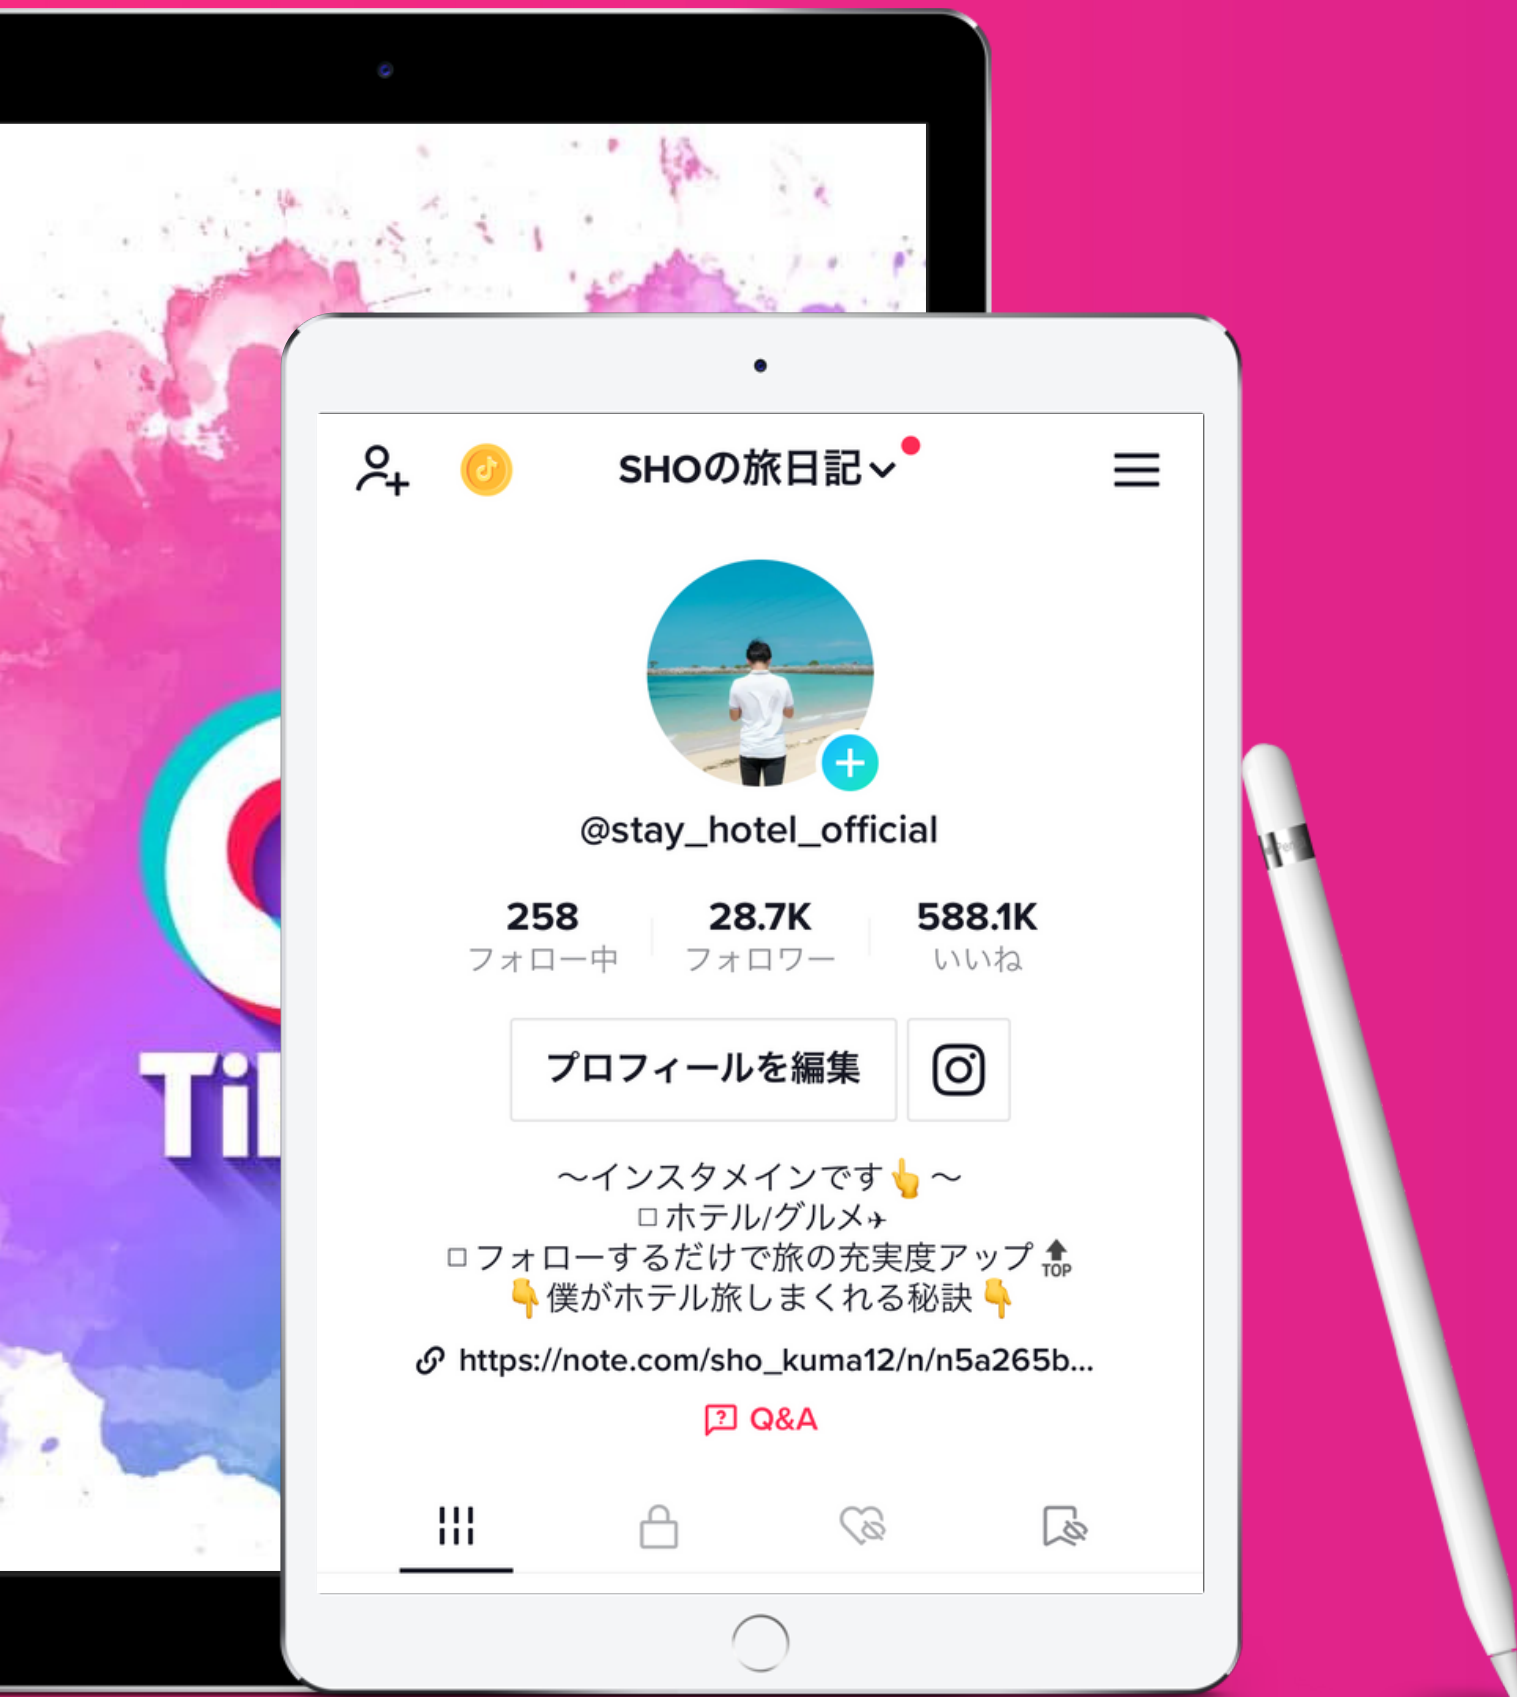 SHOの旅日記
@stay_hotel_official
258 28.7K 588.1K
フォロー中 フォロワー いいね
プロフィールを編集
〜インスタメインです👆〜
□ ホテル/グルメ✈
□ フォローするだけで旅の充実度アップ🔝
👇僕がホテル旅しまくれる秘訣👇
https://note.com/sho_kuma12/n/n5a265b...
Q&A
Ti